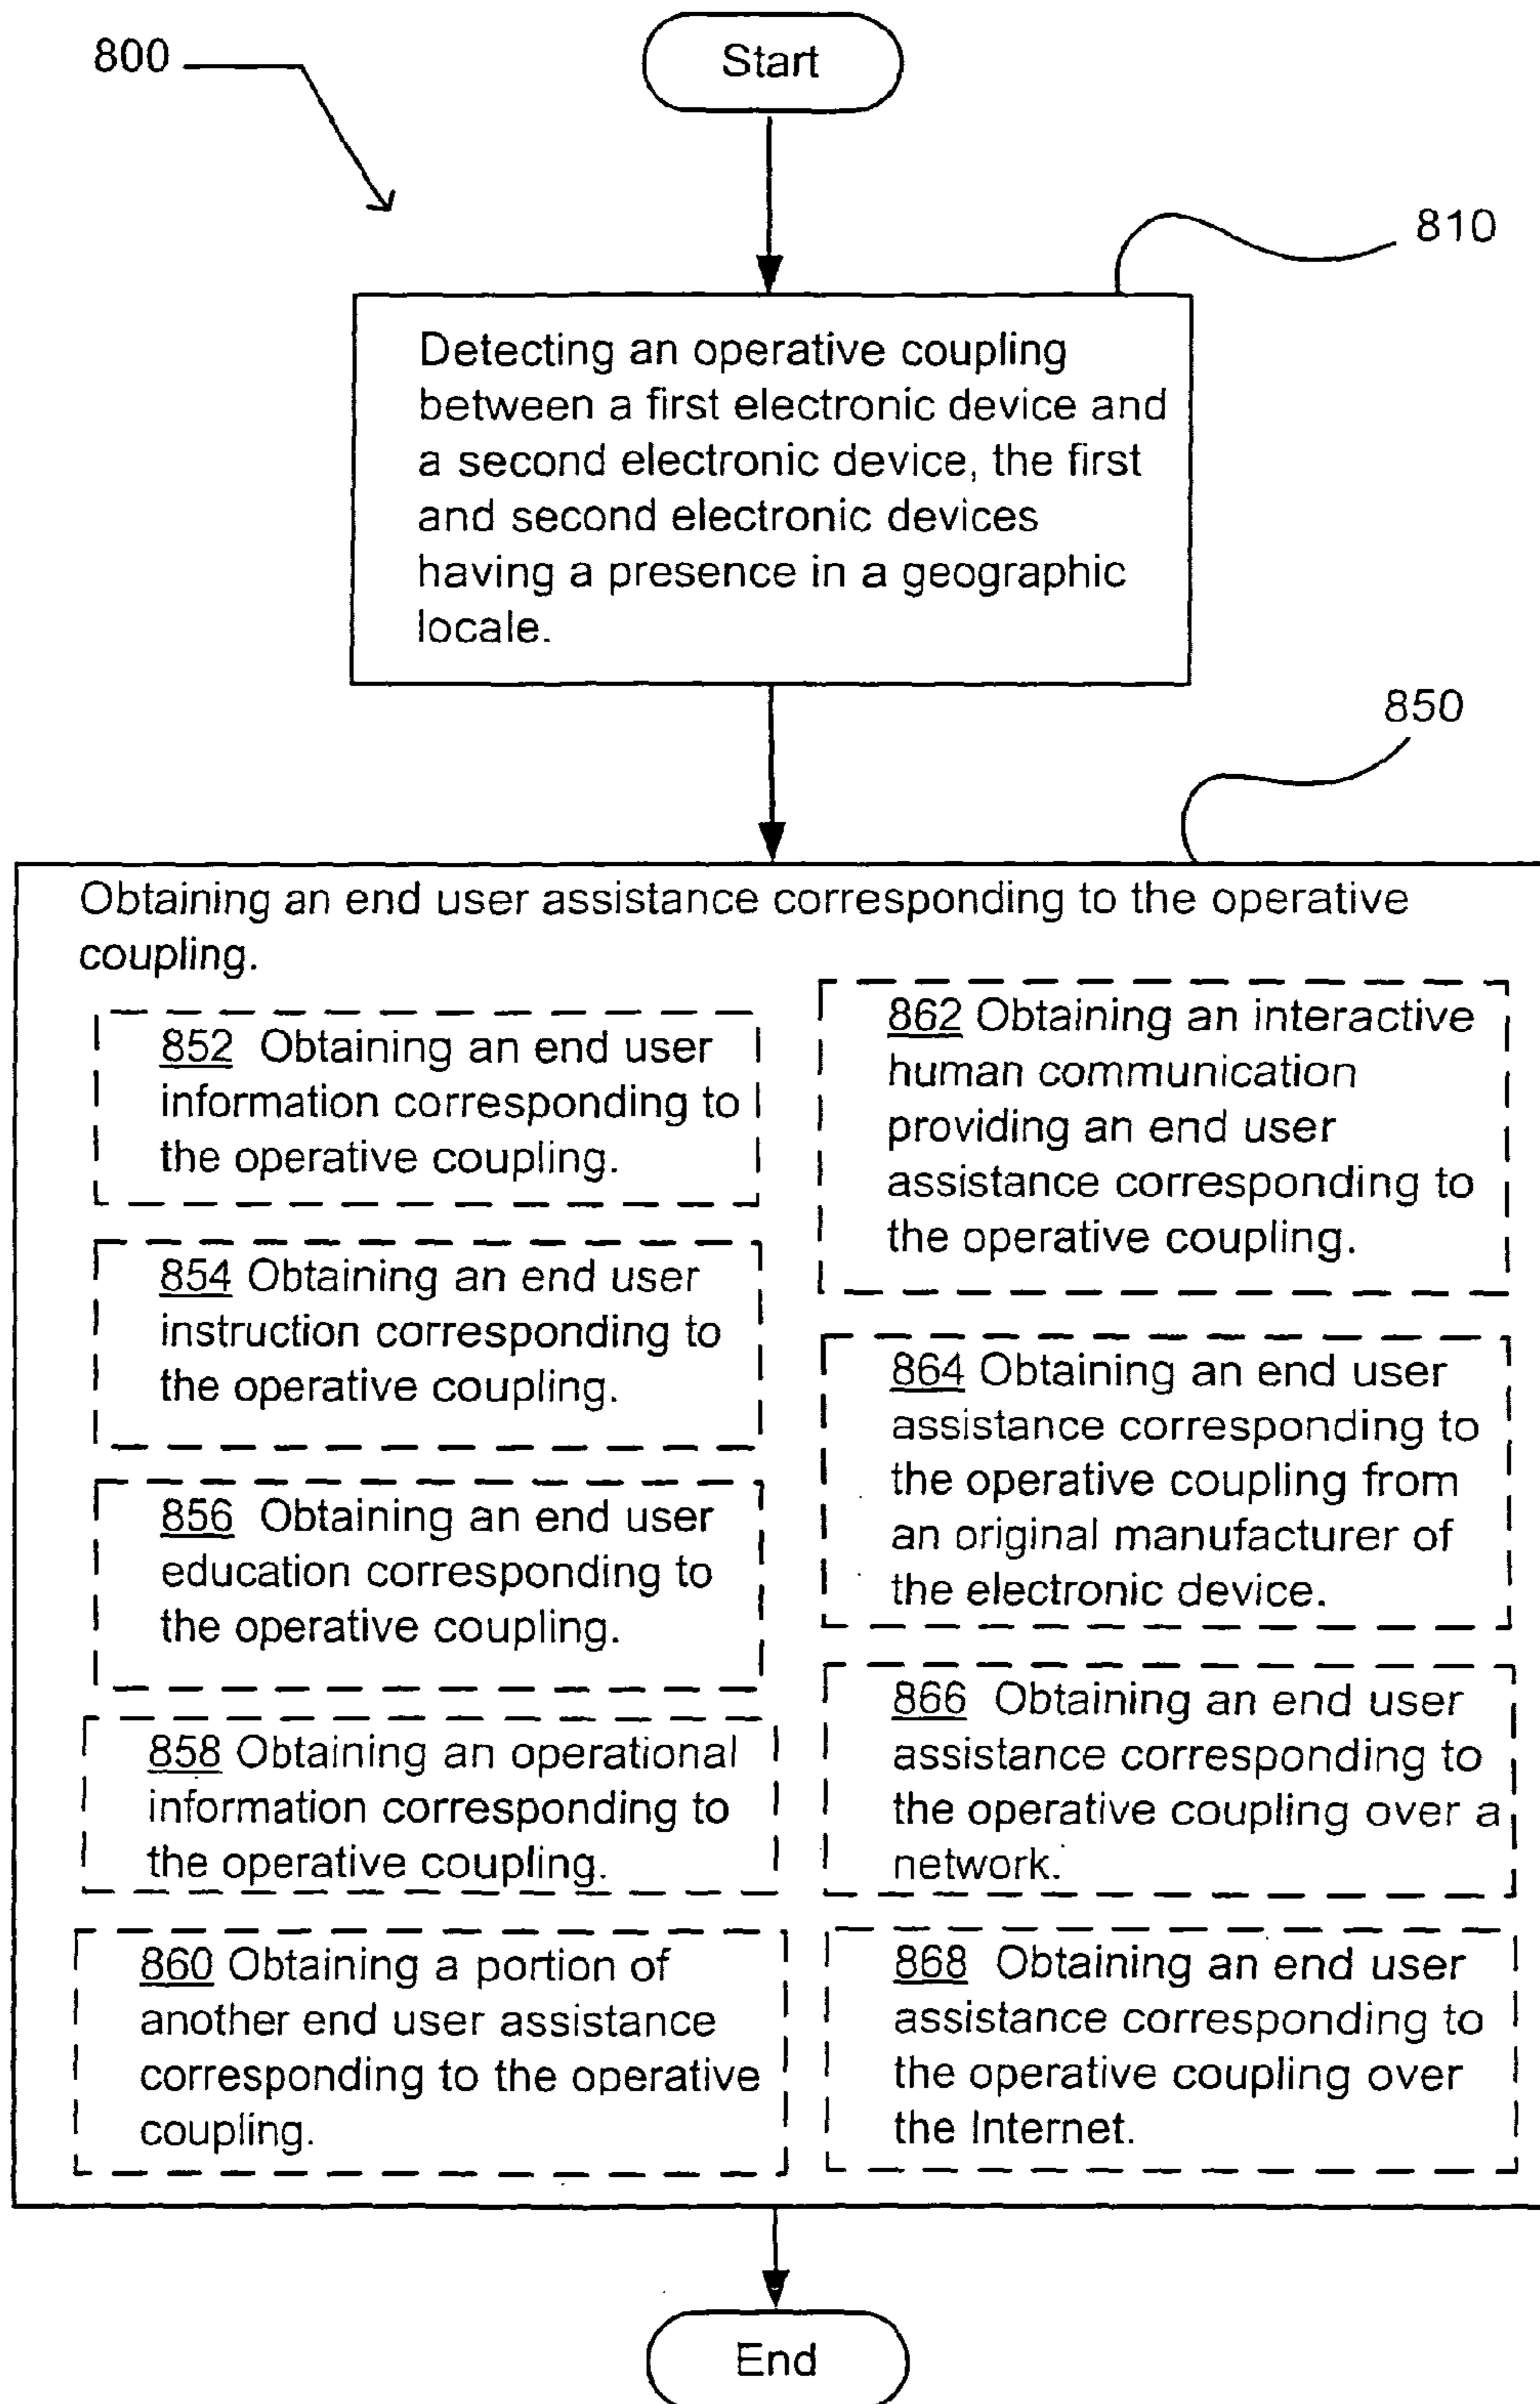 800
Start
810
Detecting an operative coupling
between a first electronic device and
a second electronic device, the first
and second electronic devices
having a presence in a geographic
locale.
850
Obtaining an end user assistance corresponding to the operative
coupling.
852 Obtaining an end user
information corresponding to
the operative coupling.
854 Obtaining an end user
instruction corresponding to
the operative coupling.
856 Obtaining an end user
education corresponding to
the operative coupling.
858 Obtaining an operational
information corresponding to
the operative coupling.
860 Obtaining a portion of
another end user assistance
corresponding to the operative
coupling.
862 Obtaining an interactive
human communication
providing an end user
assistance corresponding to
the operative coupling.
864 Obtaining an end user
assistance corresponding to
the operative coupling from
an original manufacturer of
the electronic device.
866 Obtaining an end user
assistance corresponding to
the operative coupling over a
network.
868 Obtaining an end user
assistance corresponding to
the operative coupling over
the Internet.
End